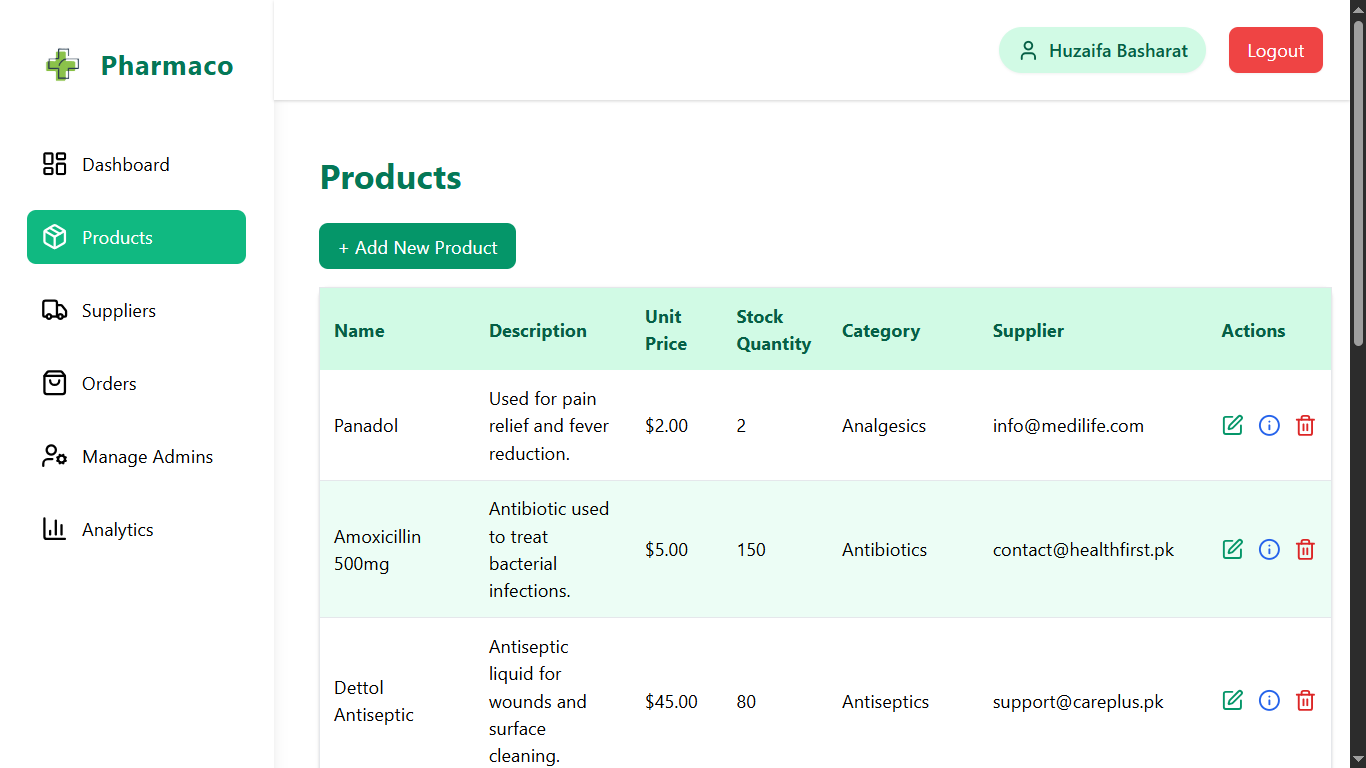 Pharmaco
Huzaifa Basharat
Logout
Dashboard
Products
Suppliers
Orders
Manage Admins
Analytics
Products
+ Add New Product
Name
Description
Unit
Price
Stock
Quantity
Category
Supplier
Actions
Panadol
Used for pain
relief and fever
reduction.
$2.00
2
Analgesics
info@medilife.com
Amoxicillin
500mg
Antibiotic used
to treat
bacterial
infections.
$5.00
150
Antibiotics
contact@healthfirst.pk
Dettol
Antiseptic
Antiseptic
liquid for
wounds and
surface
cleaning.
$45.00
80
Antiseptics
support@careplus.pk